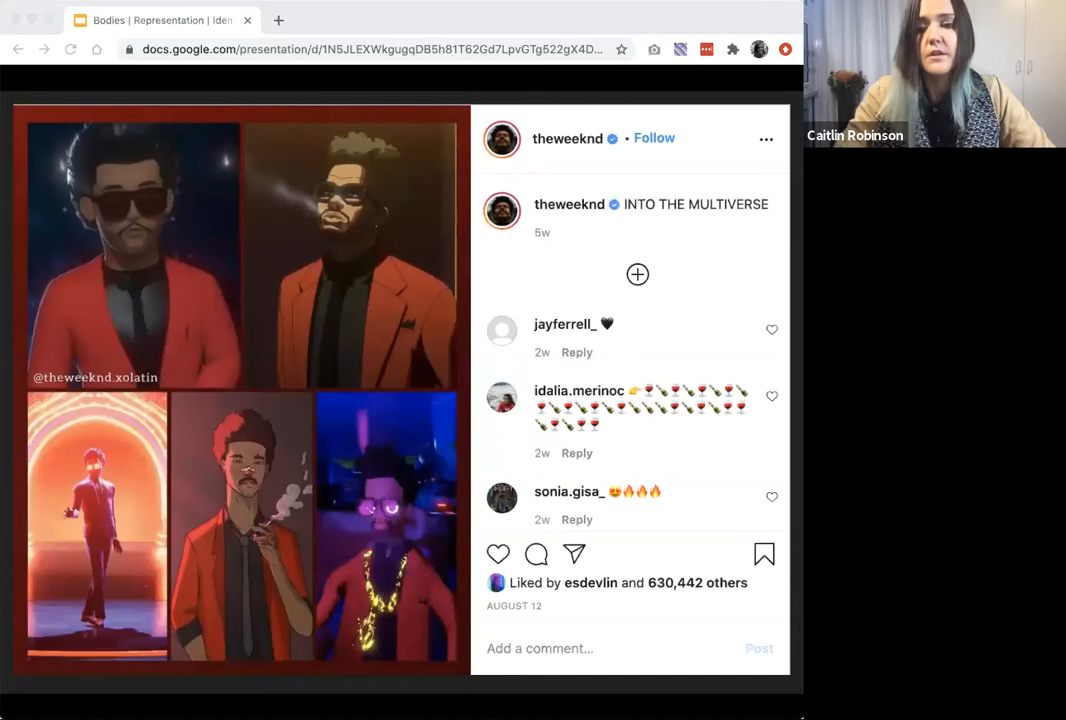 Bodies | Representation | Iden
docs.google.com/presentation/d/1N5JLEXWkgugqDB5h81T62Gd7LpvGTg522gX4D...
Caitlin Robinson
@theweeknd.xolatin
theweeknd • Follow
theweeknd INTO THE MULTIVERSE
5w
jayferrell_ 🖤
2w Reply
idalia.merinoc 👉🍷🍾🍷🍾🍷🍾🍷🍾
🍷🍾🍷🍾🍷🍾🍷🍾🍾🍾🍷🍾🍷🍾🍷🍷
🍾🍷🍾🍷🍷
2w Reply
sonia.gisa_ 😍🔥🔥🔥
2w Reply
Liked by esdevlin and 630,442 others
AUGUST 12
Add a comment... Post